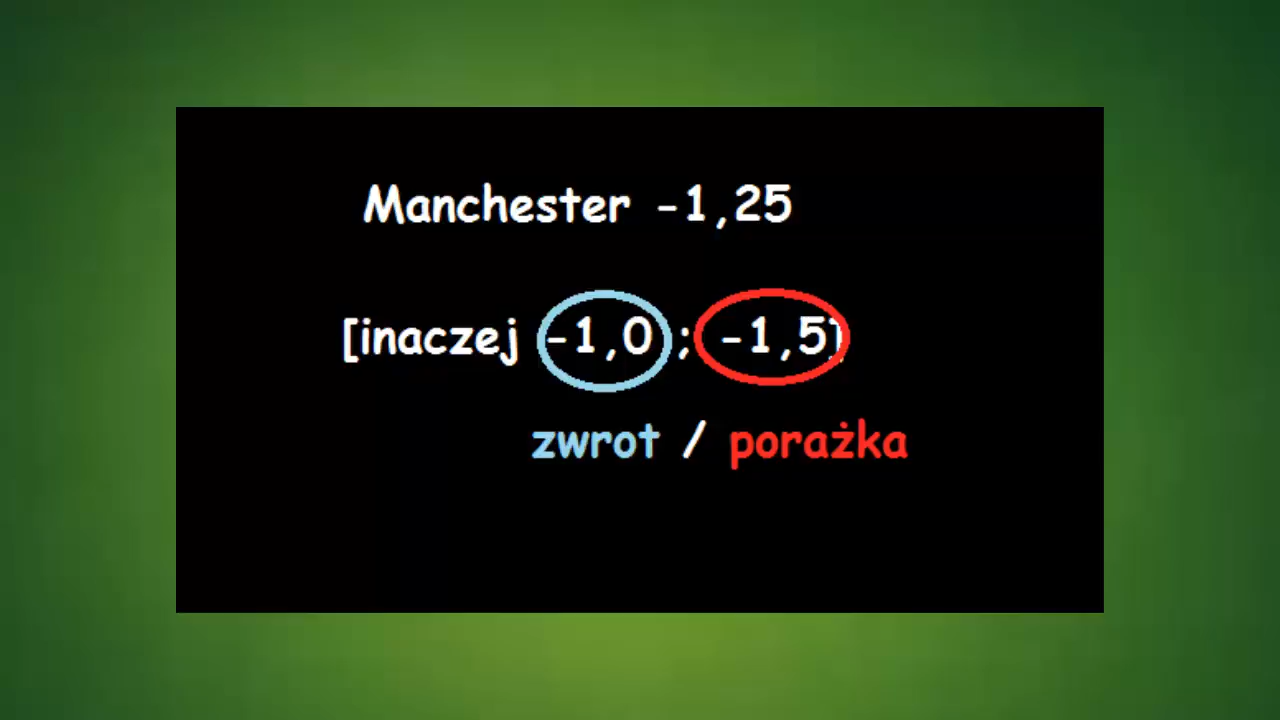 Manchester -1,25
[inaczej -1,0 ; -1,5]
zwrot / porażka